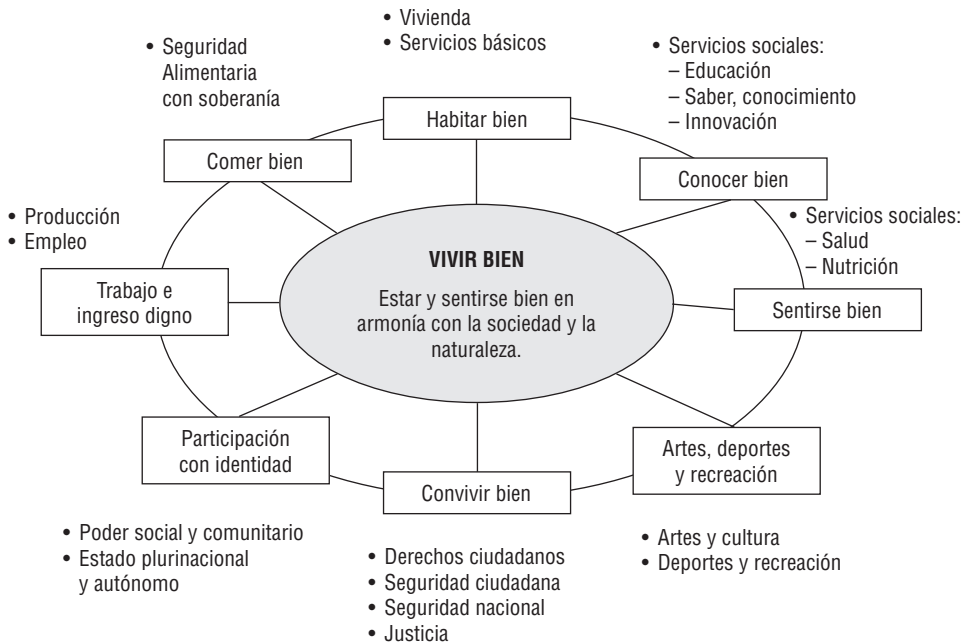 • Vivienda
• Servicios básicos
• Seguridad
Alimentaria
con soberanía
• Servicios sociales:
– Educación
– Saber, conocimiento
– Innovación
Habitar bien
Comer bien
Conocer bien
• Producción
• Empleo
• Servicios sociales:
– Salud
– Nutrición
VIVIR BIEN
Estar y sentirse bien en
armonía con la sociedad y la
naturaleza.
Trabajo e
ingreso digno
Sentirse bien
Participación
con identidad
Artes, deportes
y recreación
Convivir bien
• Poder social y comunitario
• Estado plurinacional
y autónomo
• Derechos ciudadanos
• Seguridad ciudadana
• Seguridad nacional
• Justicia
• Artes y cultura
• Deportes y recreación